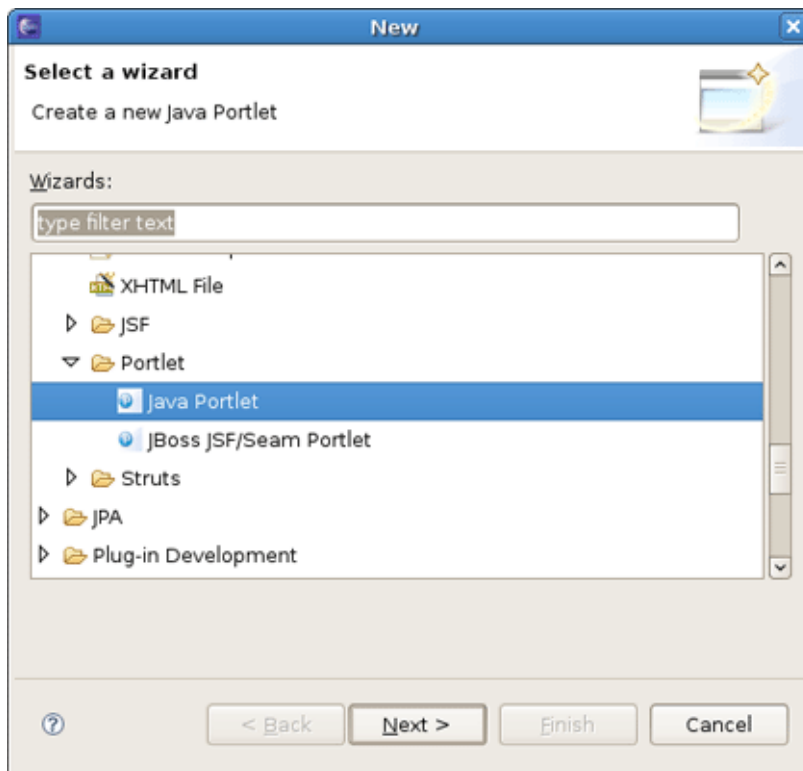 New
Select a wizard
Create a new Java Portlet
Wizards:
type filter text
XHTML File
JSF
Portlet
Java Portlet
JBoss JSF/Seam Portlet
Struts
JPA
Plug-in Development
? < Back Next > Finish Cancel